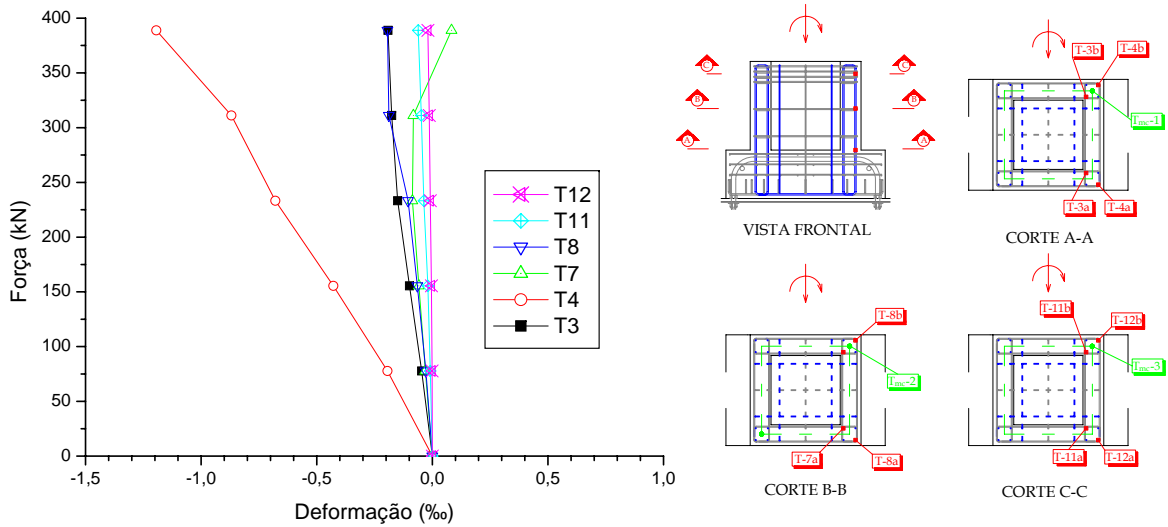 400
350
300
250
200
150
100
50
0
Força (kN)
-1,5
-1,0
-0,5
0,0
0,5
1,0
Deformação (‰)
T12
T11
T8
T7
T4
T3
C
C
B
B
A
A
VISTA FRONTAL
T-3b
T-4b
Tmc-1
T-3a
T-4a
CORTE A-A
T-8b
Tmc-2
T-7a
T-8a
CORTE B-B
T-11b
T-12b
Tmc-3
T-11a
T-12a
CORTE C-C